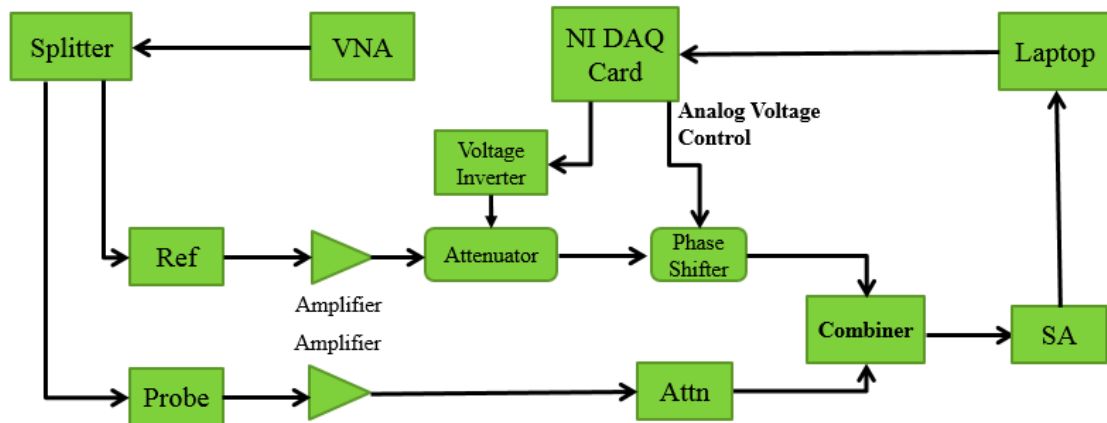 Splitter
VNA
NI DAQ
Card
Laptop
Analog Voltage
Control
Voltage
Inverter
Ref
Attenuator
Phase
Shifter
Amplifier
Amplifier
Combiner
SA
Probe
Attn